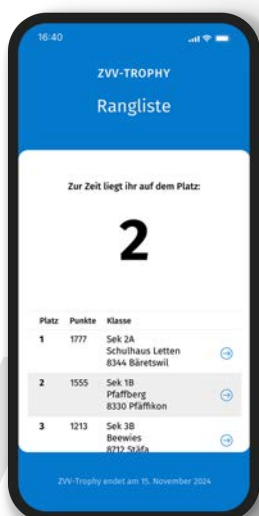 16:40
ZVV-TROPHY
Rangliste
Zur Zeit liegt ihr auf dem Platz:
2
Platz Punkte Klasse
1 1777 Sek 2A
Schulhaus Letten
8344 Bäretswil
2 1555 Sek 1B
Pfaffberg
8330 Pfäffikon
3 1213 Sek 3B
Beewies
8712 Stäfa
ZVV-Trophy endet am 15. November 2024